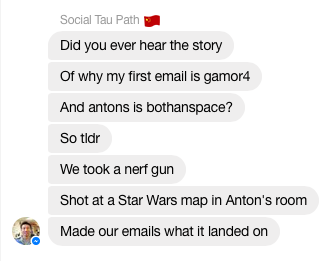 Social Tau Path 🇨🇳
Did you ever hear the story
Of why my first email is gamor4
And antons is bothanspace?
So tldr
We took a nerf gun
Shot at a Star Wars map in Anton's room
Made our emails what it landed on